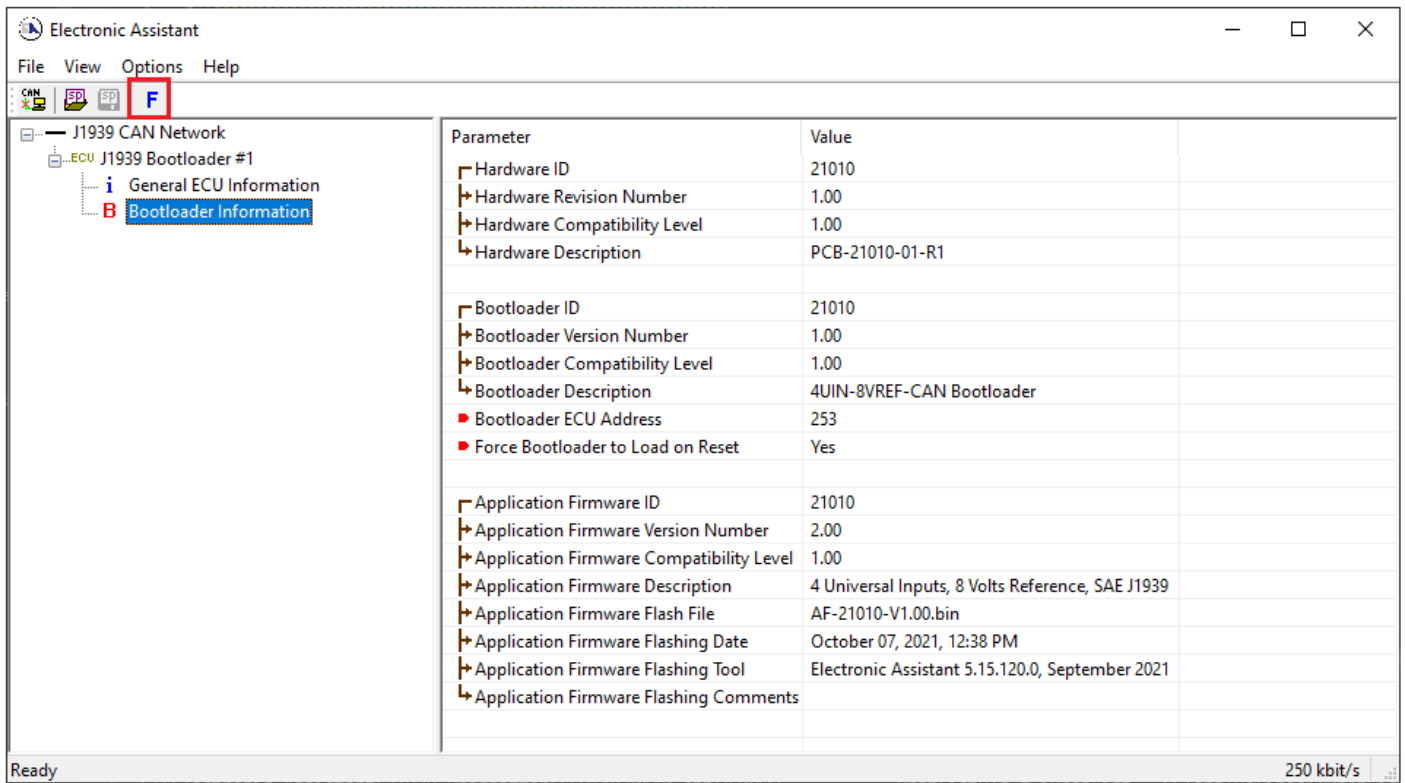 Electronic Assistant
File View Options Help
CAN SP SP F
J1939 CAN Network
ECU J1939 Bootloader #1
i General ECU Information
B Bootloader Information
Parameter Value
Hardware ID 21010
Hardware Revision Number 1.00
Hardware Compatibility Level 1.00
Hardware Description PCB-21010-01-R1
Bootloader ID 21010
Bootloader Version Number 1.00
Bootloader Compatibility Level 1.00
Bootloader Description 4UIN-8VREF-CAN Bootloader
Bootloader ECU Address 253
Force Bootloader to Load on Reset Yes
Application Firmware ID 21010
Application Firmware Version Number 2.00
Application Firmware Compatibility Level 1.00
Application Firmware Description 4 Universal Inputs, 8 Volts Reference, SAE J1939
Application Firmware Flash File AF-21010-V1.00.bin
Application Firmware Flashing Date October 07, 2021, 12:38 PM
Application Firmware Flashing Tool Electronic Assistant 5.15.120.0, September 2021
Application Firmware Flashing Comments
Ready 250 kbit/s